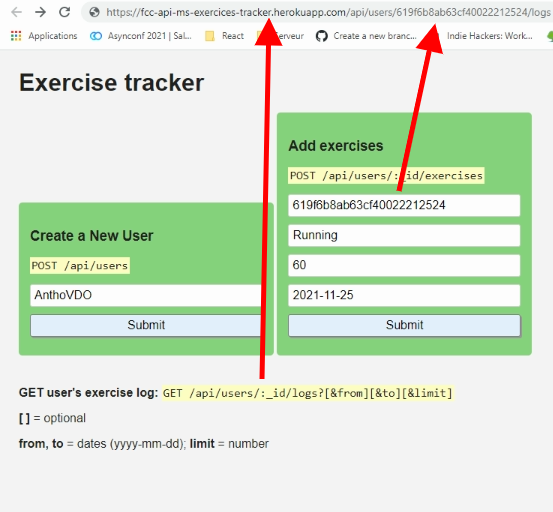 https://fcc-api-ms-exercices-tracker.herokuapp.com/api/users/619f6b8ab63cf40022212524/logs
Applications Asynconf 2021 | Sal... React erveur Create a new branc... Indie Hackers: Work...
Exercise tracker
Add exercises
POST /api/users/:_id/exercises
619f6b8ab63cf40022212524
Running
60
2021-11-25
Submit
Create a New User
POST /api/users
AnthoVDO
Submit
GET user's exercise log: GET /api/users/:_id/logs?[&from][&to][&limit]
[ ] = optional
from, to = dates (yyyy-mm-dd); limit = number